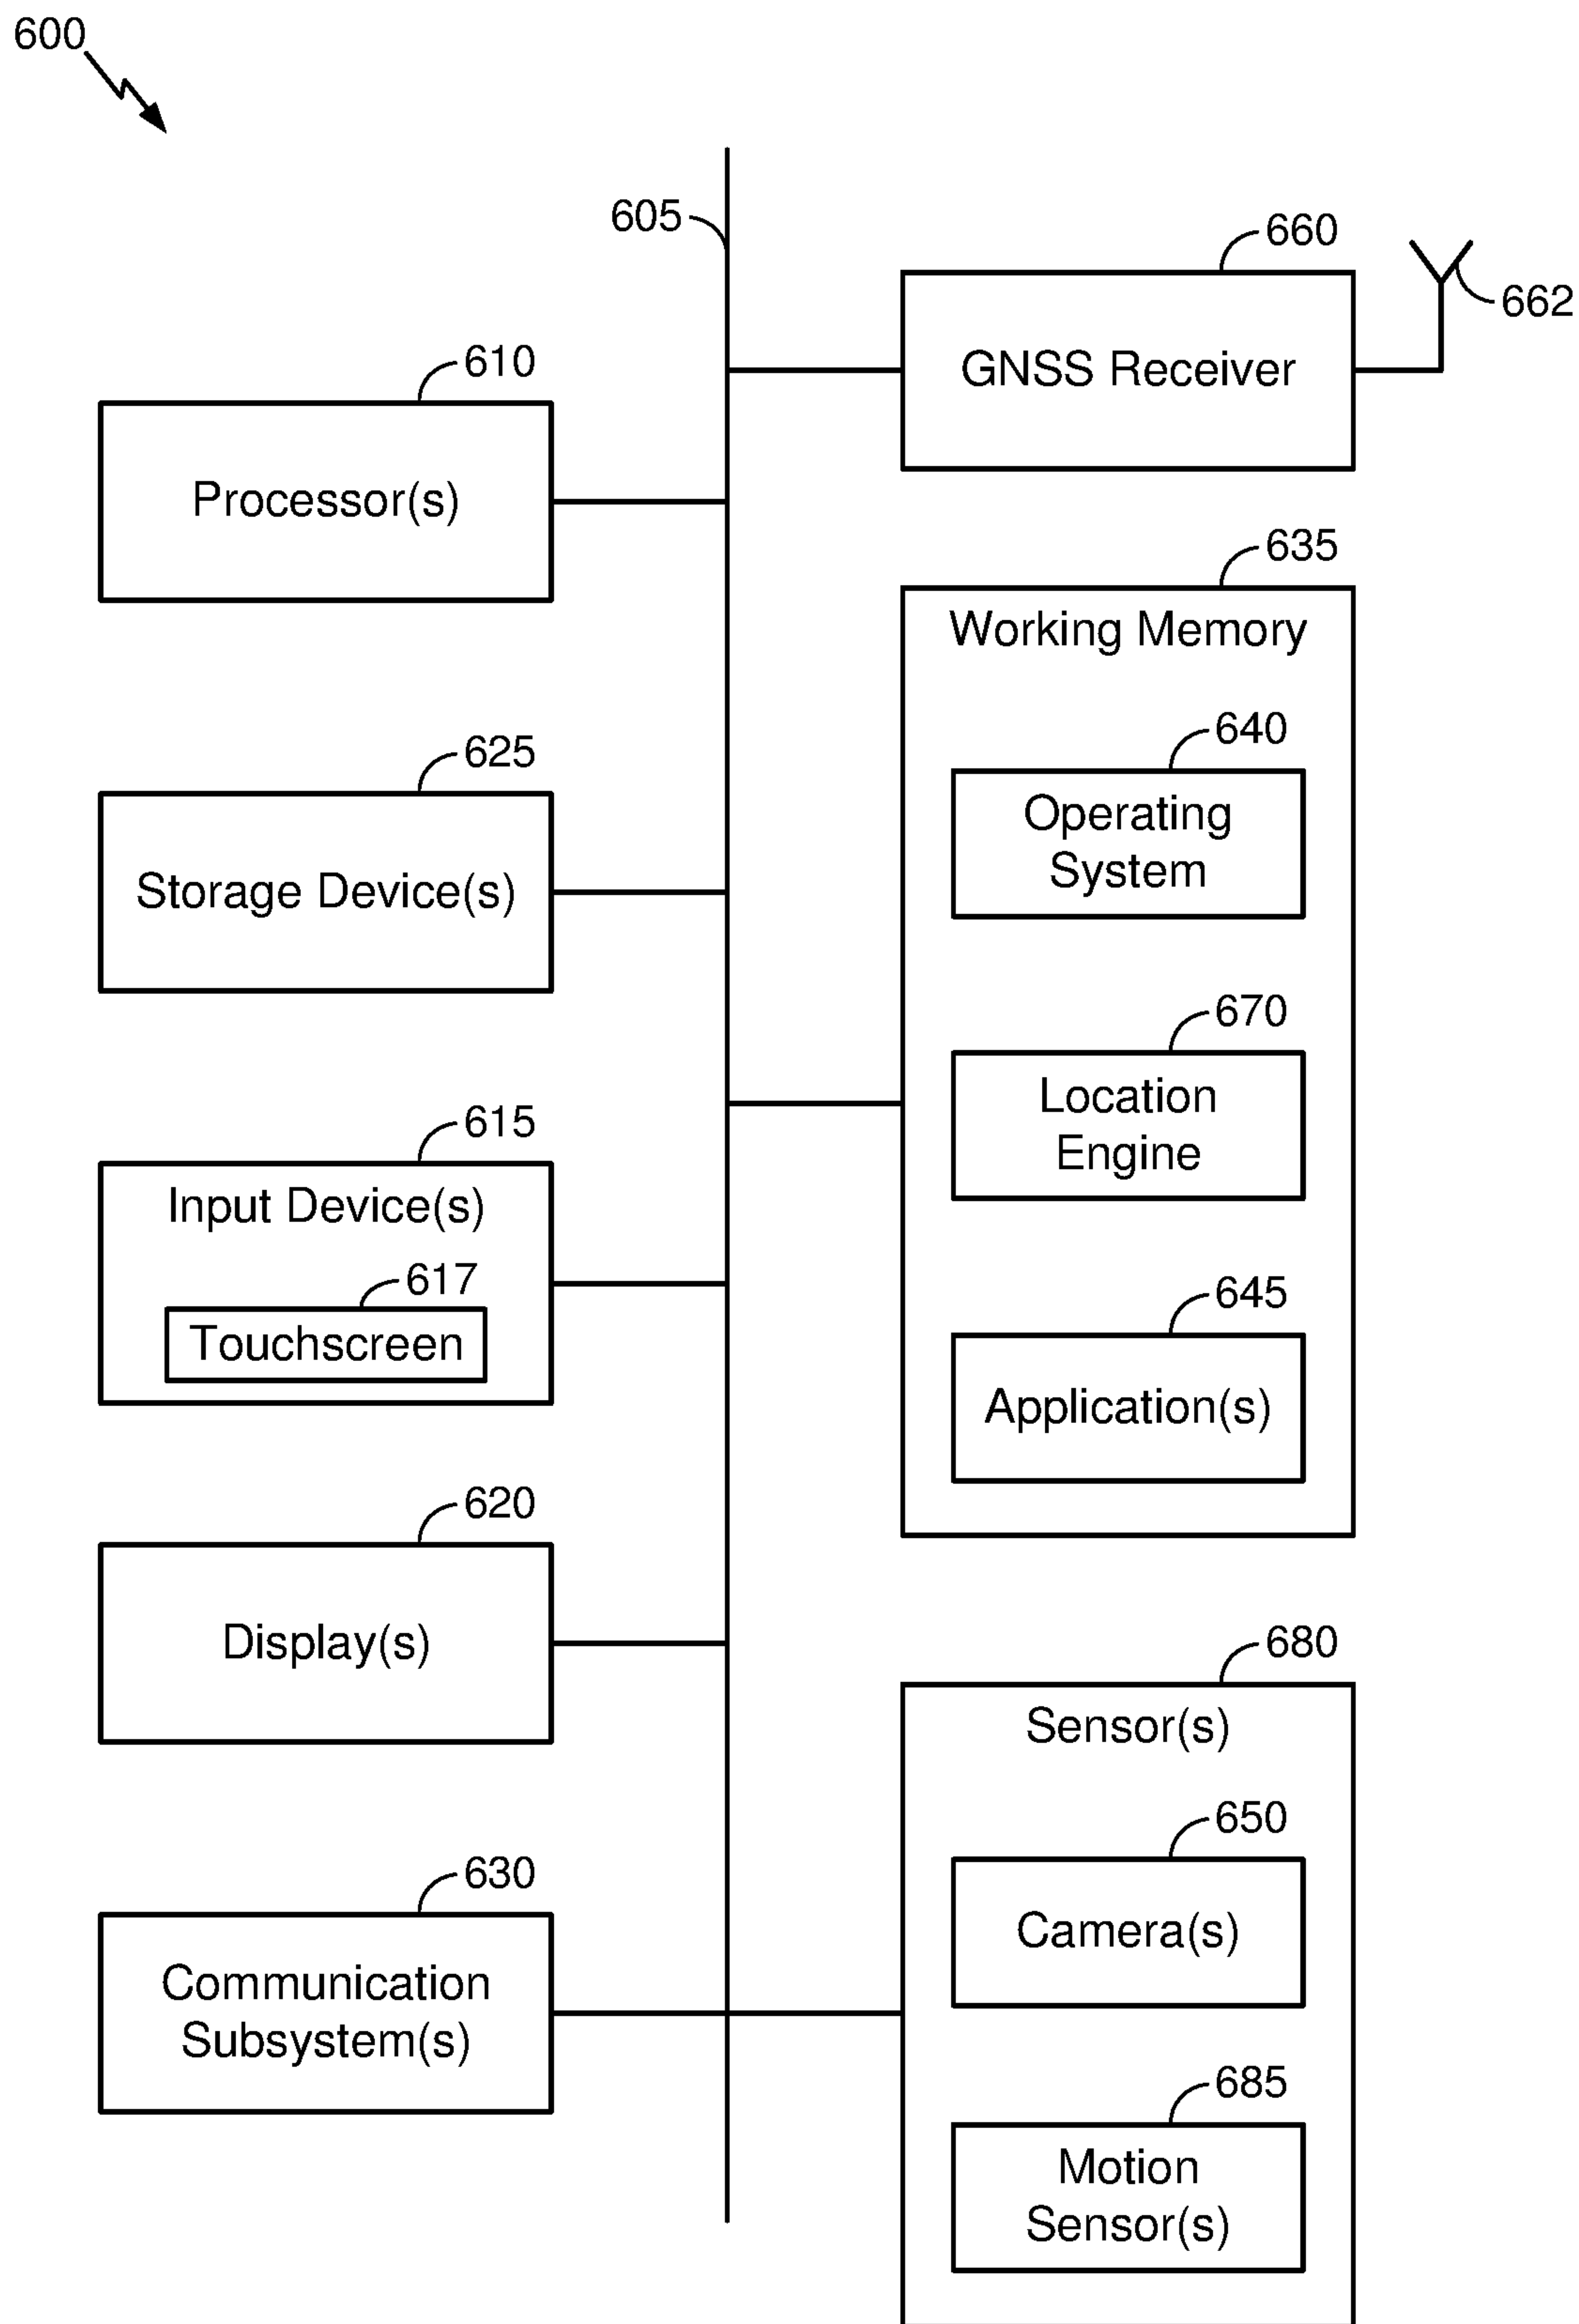 600
605
660
662
GNSS Receiver
610
Processor(s)
635
Working Memory
640
Operating
System
625
Storage Device(s)
670
Location
Engine
615
Input Device(s)
617
Touchscreen
645
Application(s)
620
Display(s)
680
Sensor(s)
650
Camera(s)
630
Communication
Subsystem(s)
685
Motion
Sensor(s)